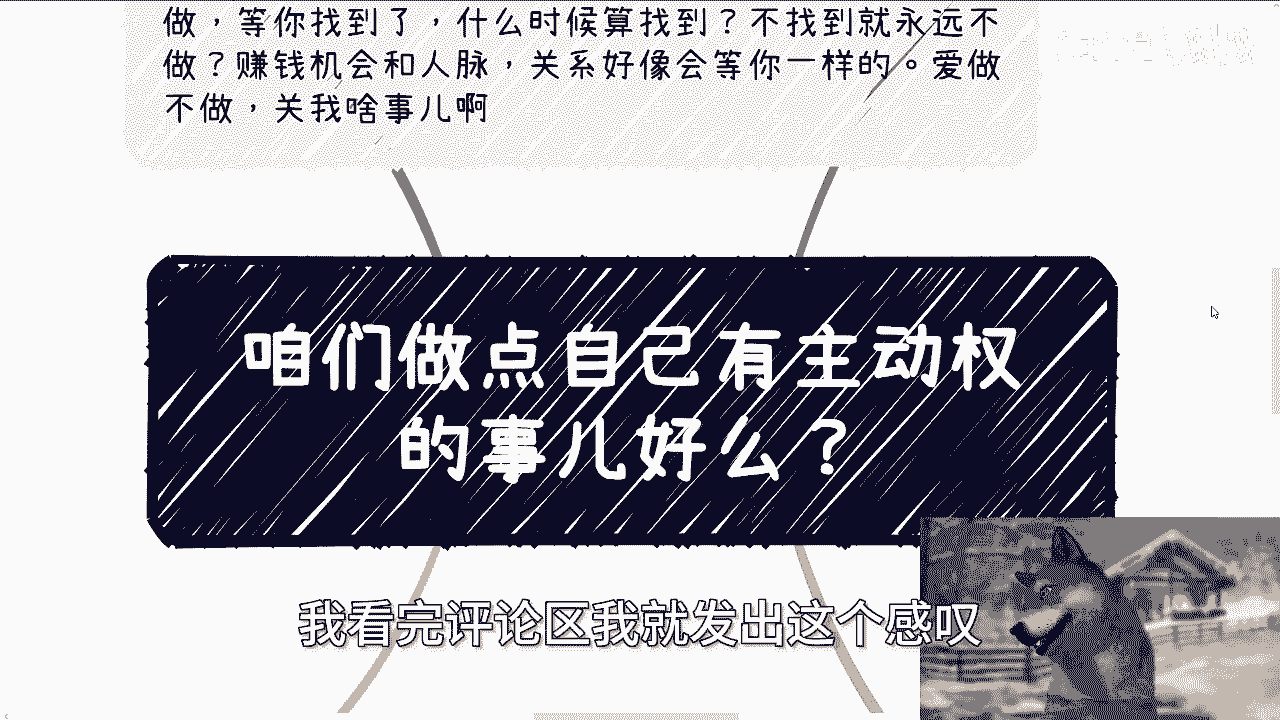 做，等你找到了，什么时候算找到？不找到就永远不
做？赚钱机会和人脉，关系好像会等你一样的。爱做
不做，关我啥事儿啊
咱们做点自己有主动权
的事儿好么？
我看完评论区我就发出这个感叹